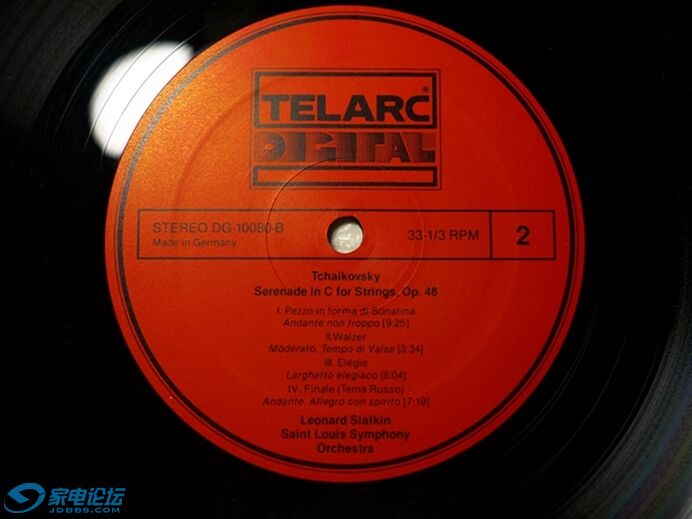 TELARC®
DIGITAL
STEREO DG-10080-B
Made in Germany
33-1/3 RPM
2
Tchaikovsky
Serenade in C for Strings, Op. 48
I. Pezzo in forma di Sonatina
Andante non troppo [9:25]
II.Walzer
Moderato. Tempo di Valse [3:34]
III. Élégie
Larghetto elegiaco [8:04]
IV. Finale (Tema Russo)
Andante. Allegro con spirito [7:19]
Leonard Slatkin
Saint Louis Symphony
Orchestra
家电论坛
JDBBS.COM